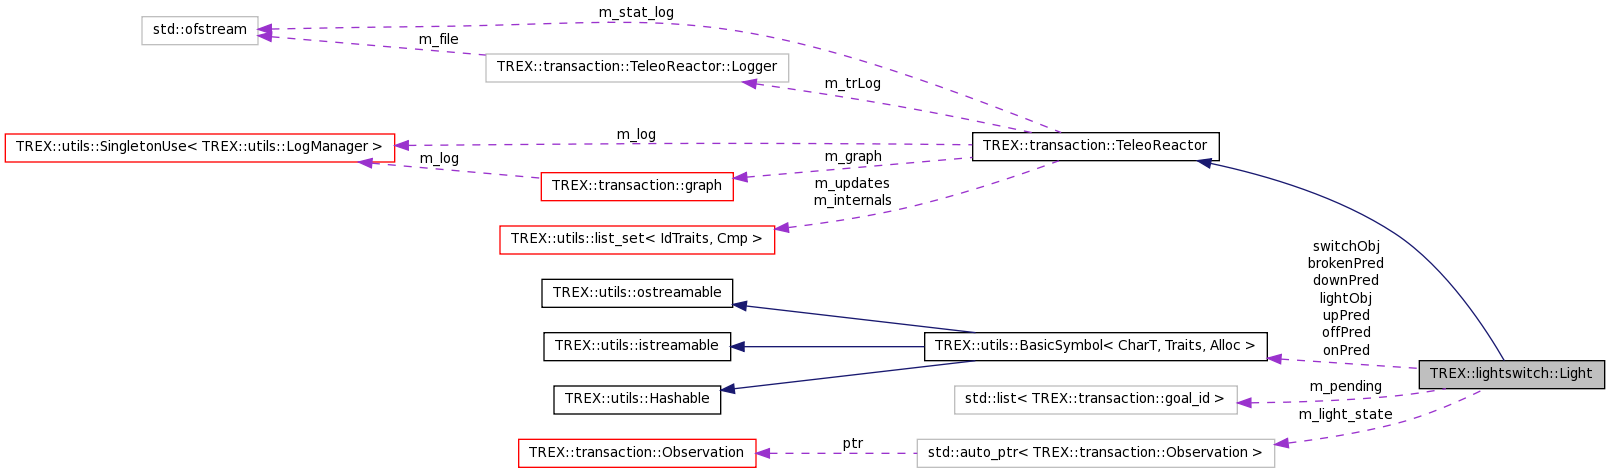 m_stat_log
std::ofstream
m_file
TREX::transaction::TeleoReactor::Logger
m_trLog
m_log
TREX::transaction::TeleoReactor
TREX::utils::SingletonUse< TREX::utils::LogManager >
m_log
m_graph
TREX::transaction::graph
m_updates
m_internals
TREX::utils::list_set< IdTraits, Cmp >
switchObj
brokenPred
downPred
lightObj
upPred
offPred
onPred
TREX::utils::ostreamable
TREX::utils::istreamable
TREX::utils::BasicSymbol< CharT, Traits, Alloc >
TREX::lightswitch::Light
m_pending
TREX::utils::Hashable
std::list< TREX::transaction::goal_id >
m_light_state
ptr
TREX::transaction::Observation
std::auto_ptr< TREX::transaction::Observation >